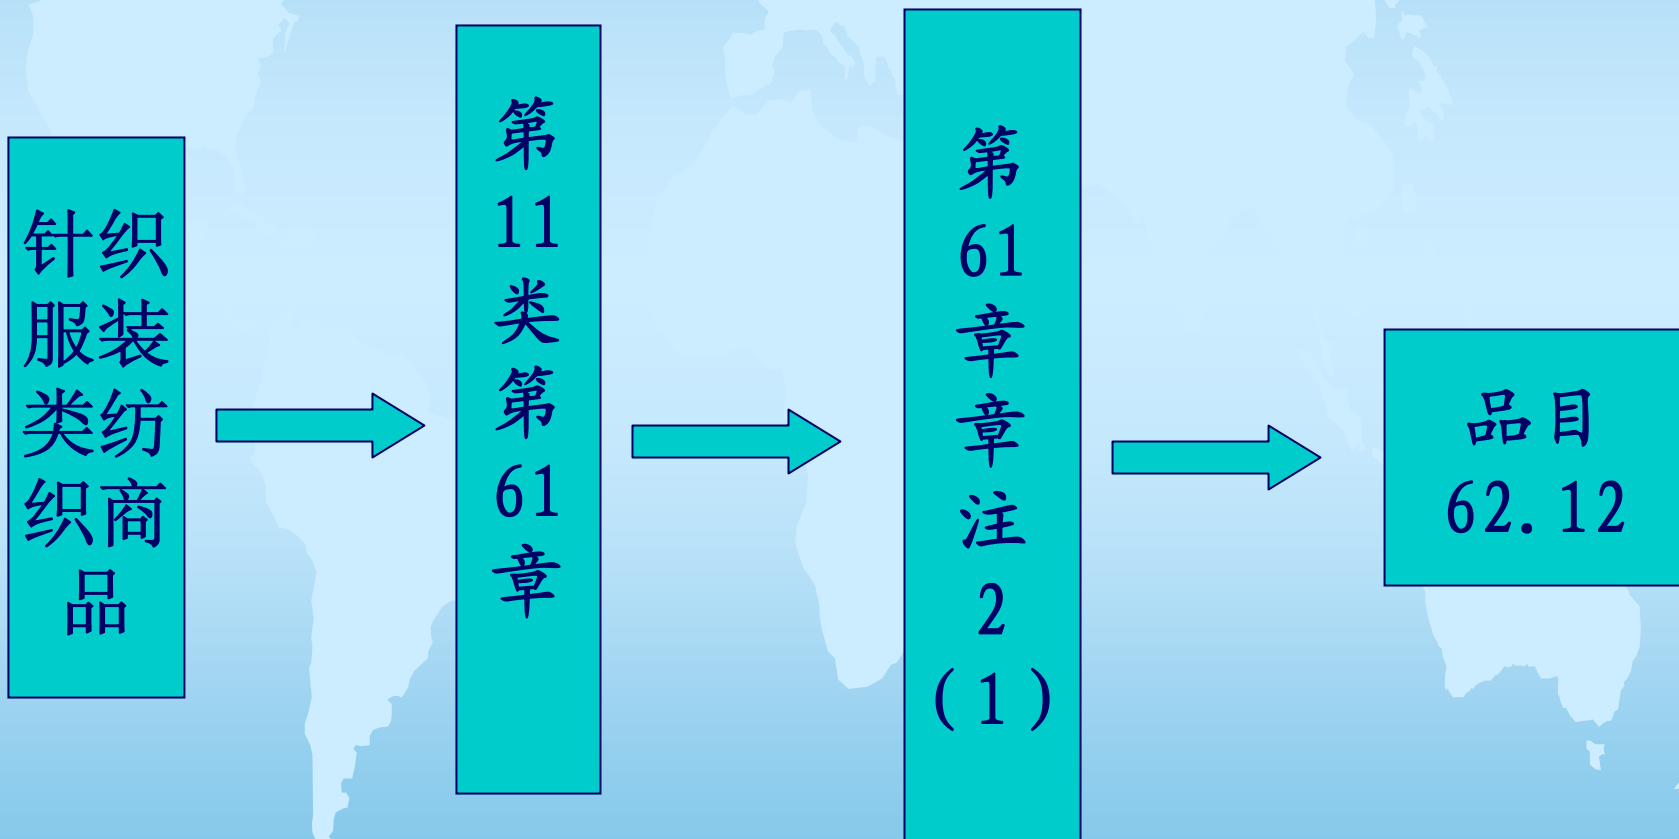 针织
服装
类纺
织商
品
第
11
类
第
61
章
第
61
章
章
注
2
(1)
品目
62.12